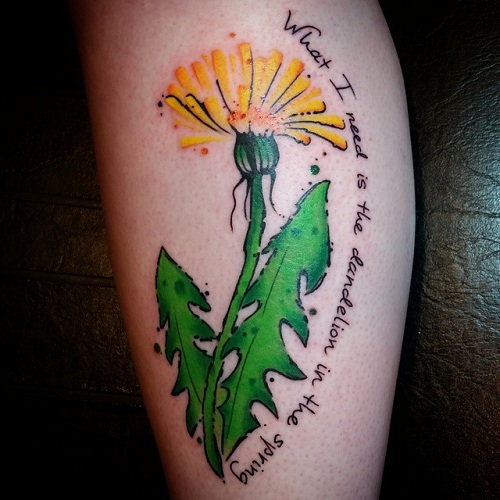 What I need is the dandelion in the spring